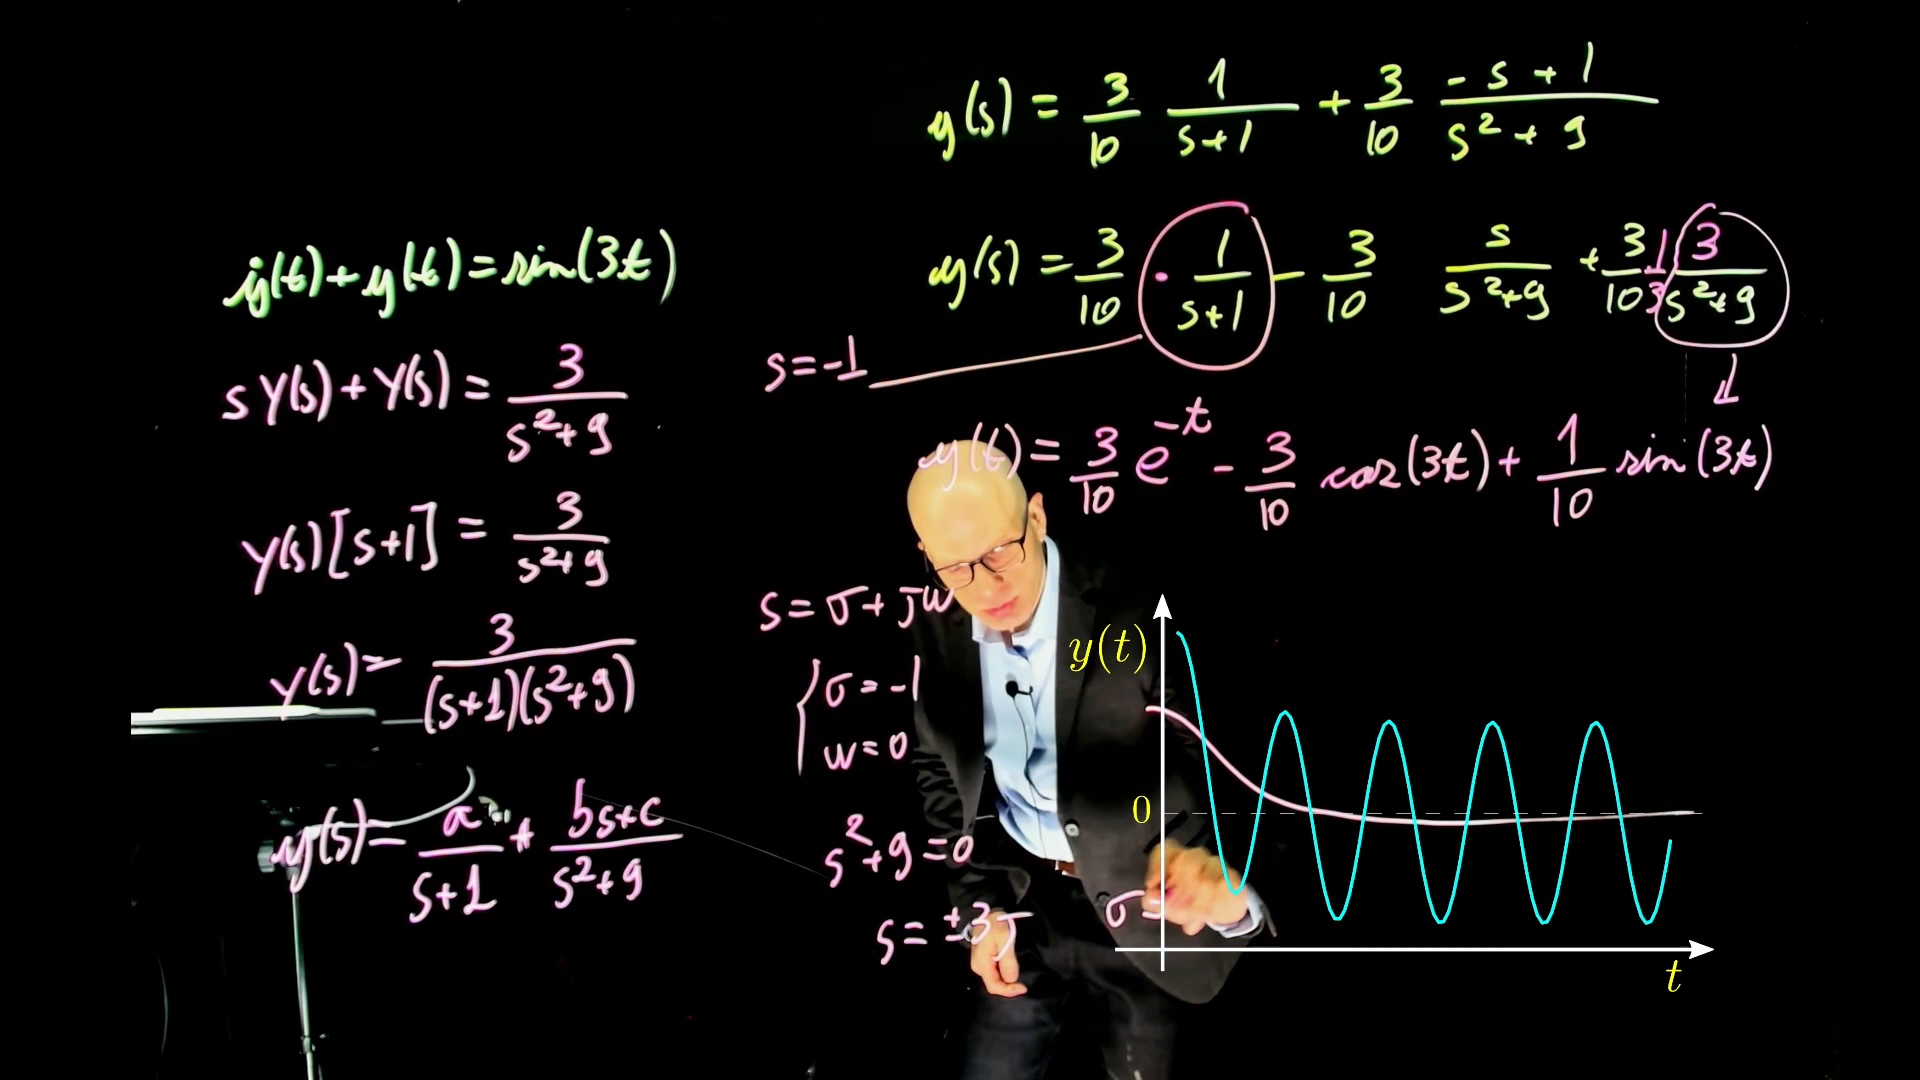 ẏ(t)+y(t)=sin(3t)
sY(s)+Y(s)=3/(s²+9)
Y(s)[s+1]=3/(s²+9)
Y(s)=3/((s+1)(s²+9))
Y(s)=a/(s+1)+(bs+c)/(s²+9)
y(s)=3/10 1/(s+1)+3/10 (-s+1)/(s²+9)
y(s)=3/10·1/(s+1)-3/10 s/(s²+9)+3/10 1/3 3/(s²+9)
s=-1
y(t)=3/10 e^-t-3/10 cos(3t)+1/10 sin(3t)
s=σ+jw
σ=-1
w=0
s²+9=0
s=±3j
σ=
y(t)
0
t